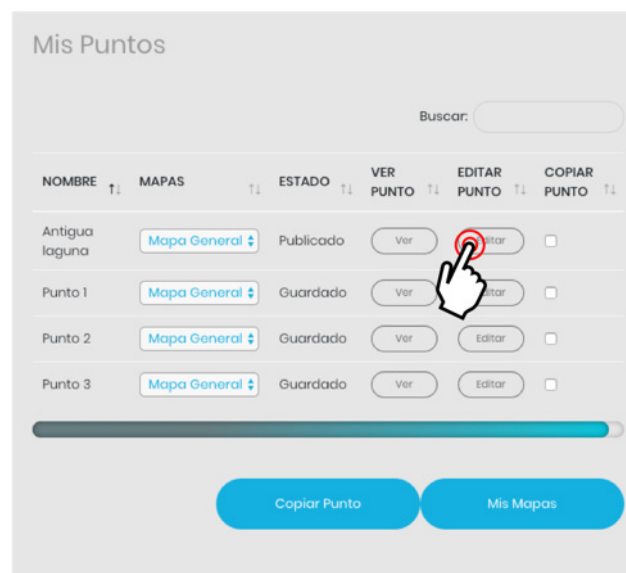 Mis Puntos
Buscar:
NOMBRE MAPAS ESTADO VER PUNTO EDITAR PUNTO COPIAR PUNTO
Antigua laguna Mapa General Publicado Ver Editar
Punto 1 Mapa General Guardado Ver Editar
Punto 2 Mapa General Guardado Ver Editar
Punto 3 Mapa General Guardado Ver Editar
Copiar Punto Mis Mapas